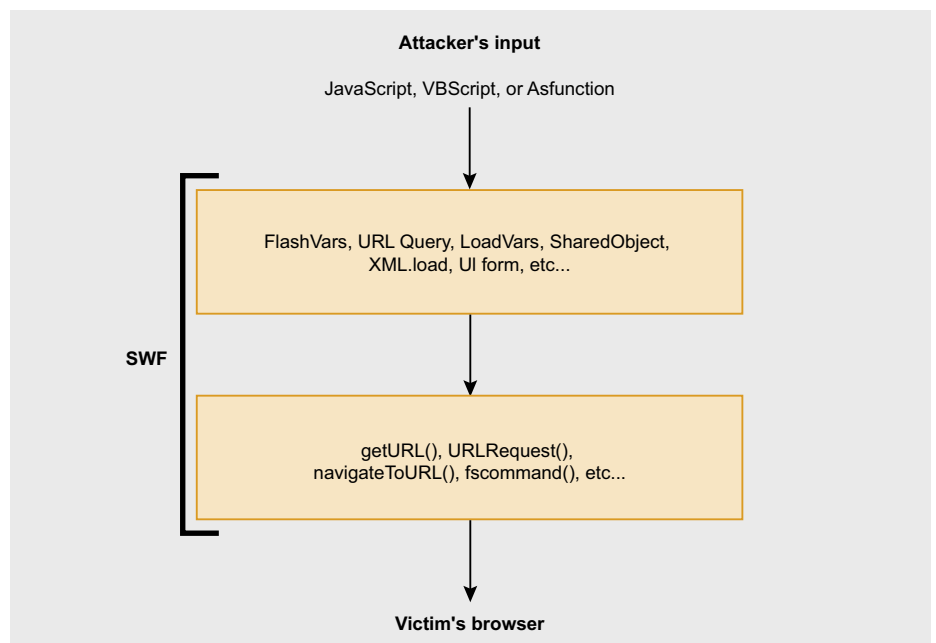 Attacker's input
JavaScript, VBScript, or Asfunction
FlashVars, URL Query, LoadVars, SharedObject,
XML.load, UI form, etc...
SWF
getURL(), URLRequest(),
navigateToURL(), fscommand(), etc...
Victim's browser